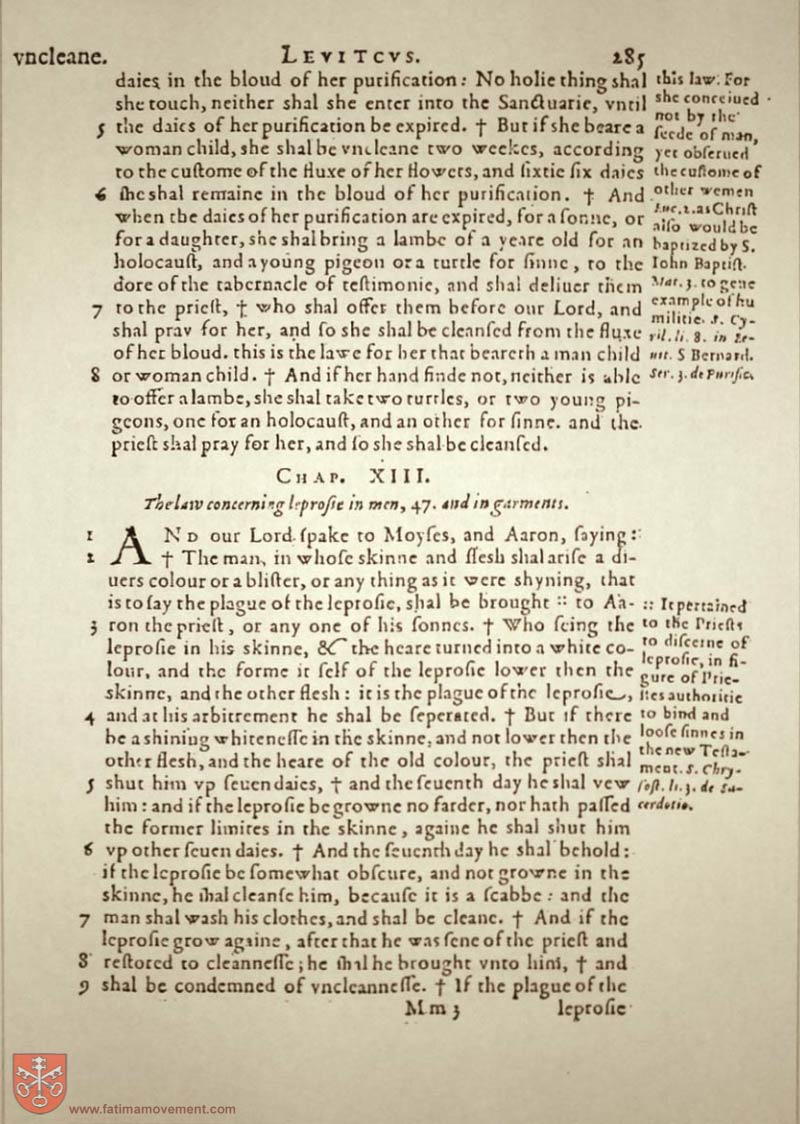 vncleane.
LEVITCVS.
285
daies in the bloud of her purification: No holie thing shal
she touch, neither shal she enter into the Sanctuarie, vntil
5 the daies of her purification be expired. † But if she beare a
woman child, she shal be vncleane two weekes, according
to the custome of the fluxe of her flowers, and sixtie six daies
6 she shal remaine in the bloud of her purification. † And
when the daies of her purification are expired, for a sonne, or
for a daughter, she shal bring a lambe of a yeare old for an
holocaust, and a young pigeon or a turtle for sinne, to the
dore of the tabernacle of testimonie, and shal deliuer them
7 to the priest, † who shal offer them before our Lord, and
shal pray for her, and so she shal be cleansed from the fluxe
of her bloud. this is the lawe for her that beareth a man child
8 or woman child. † And if her hand finde not, neither is able
to offer a lambe, she shal take two turtles, or two young pi-
geons, one for an holocaust, and an other for sinne. and the
priest shal pray for her, and so she shal be cleansed.
this law. For
she conceiued
not by the
seede of man,
yet obserued
the custome of
other wemen
Luc. 2. as Christ
also would be
baptized by S.
Iohn Baptist.
Mat. 3. to geue
example of hu
militie. S. Cy-
ril. li. 8. in Le-
uit. S Bernard.
Ser. 3. de Purific.
CHAP. XIII.
The law concerning leprosie in men, 47. and in garments.
1 AND our Lord spake to Moyses, and Aaron, saying:
2 † The man, in whose skinne and flesh shal arise a di-
uers colour or a blister, or any thing as it were shyning, that
is to say the plague of the leprosie, shal be brought :: to Aa-
3 ron the priest, or any one of his sonnes. † Who seing the
leprosie in his skinne, & the heare turned into a white co-
lour, and the forme it self of the leprosie lower then the
skinne, and the other flesh: it is the plague of the leprosie,
4 and at his arbitrement he shal be seperated. † But if there
be a shining whitenesse in the skinne, and not lower then the
other flesh, and the heare of the old colour, the priest shal
5 shut him vp seuen daies, † and the seuenth day he shal vew
him: and if the leprosie be growne no farder, nor hath passed
the former limites in the skinne, againe he shal shut him
6 vp other seuen daies. † And the seuenth day he shal behold:
if the leprosie be somewhat obscure, and not growne in the
skinne, he shal cleanse him, because it is a scabbe: and the
7 man shal wash his clothes, and shal be cleane. † And if the
leprosie grow againe, after that he was sene of the priest and
8 restored to cleannesse; he shal be brought vnto him, † and
9 shal be condemned of vncleannesse. † If the plague of the
:: It pertained
to the Priests
to discerne of
leprosie, in fi-
gure of Prie-
stes authoritie
to bind and
loose sinnes in
the new Testa-
ment. S. Chry-
sost. li. 3. de Sa-
cerdotio.
Mm 3
leprosie
www.fatimamovement.com